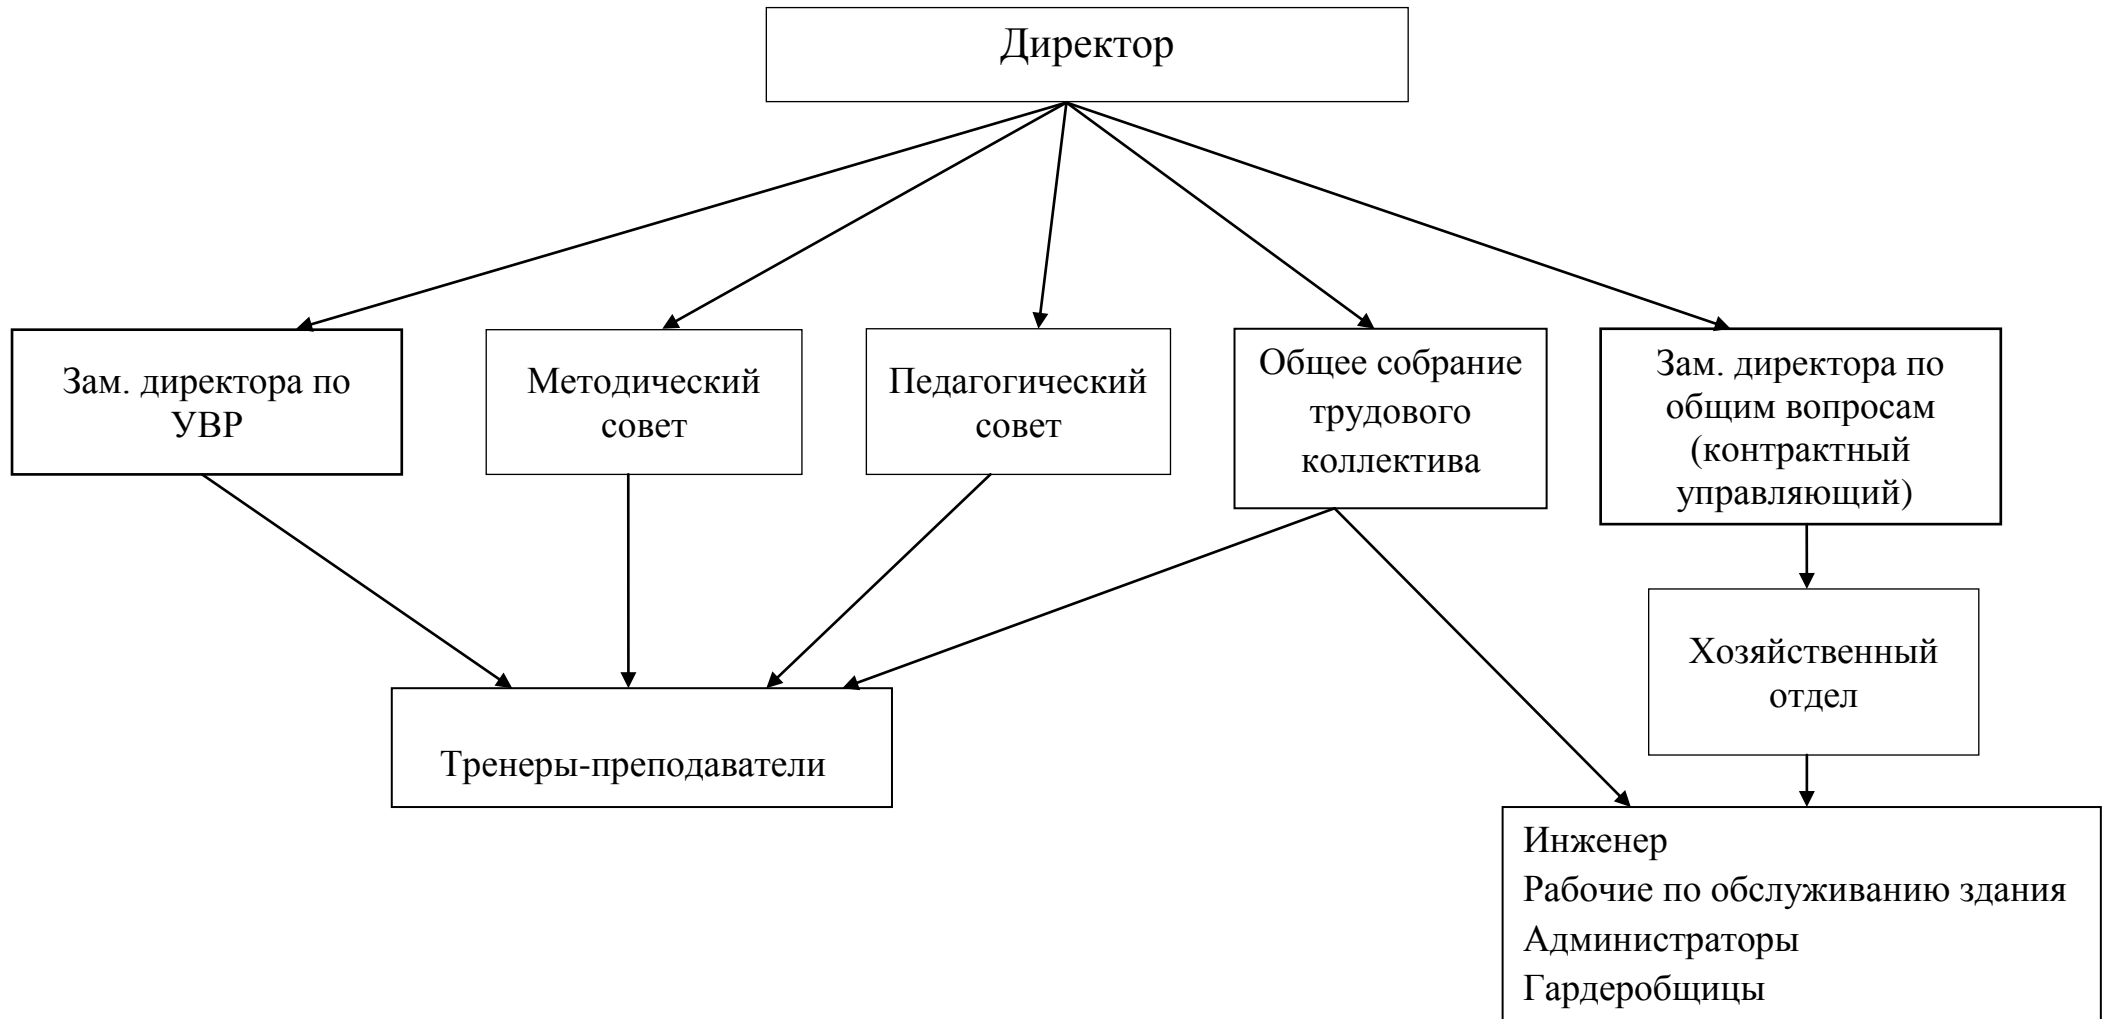 Директор
Зам. директора по
УВР
Методический
совет
Педагогический
совет
Общее собрание
трудового
коллектива
Зам. директора по
общим вопросам
(контрактный
управляющий)
Хозяйственный
отдел
Тренеры-преподаватели
Инженер
Рабочие по обслуживанию здания
Администраторы
Гардеробщицы